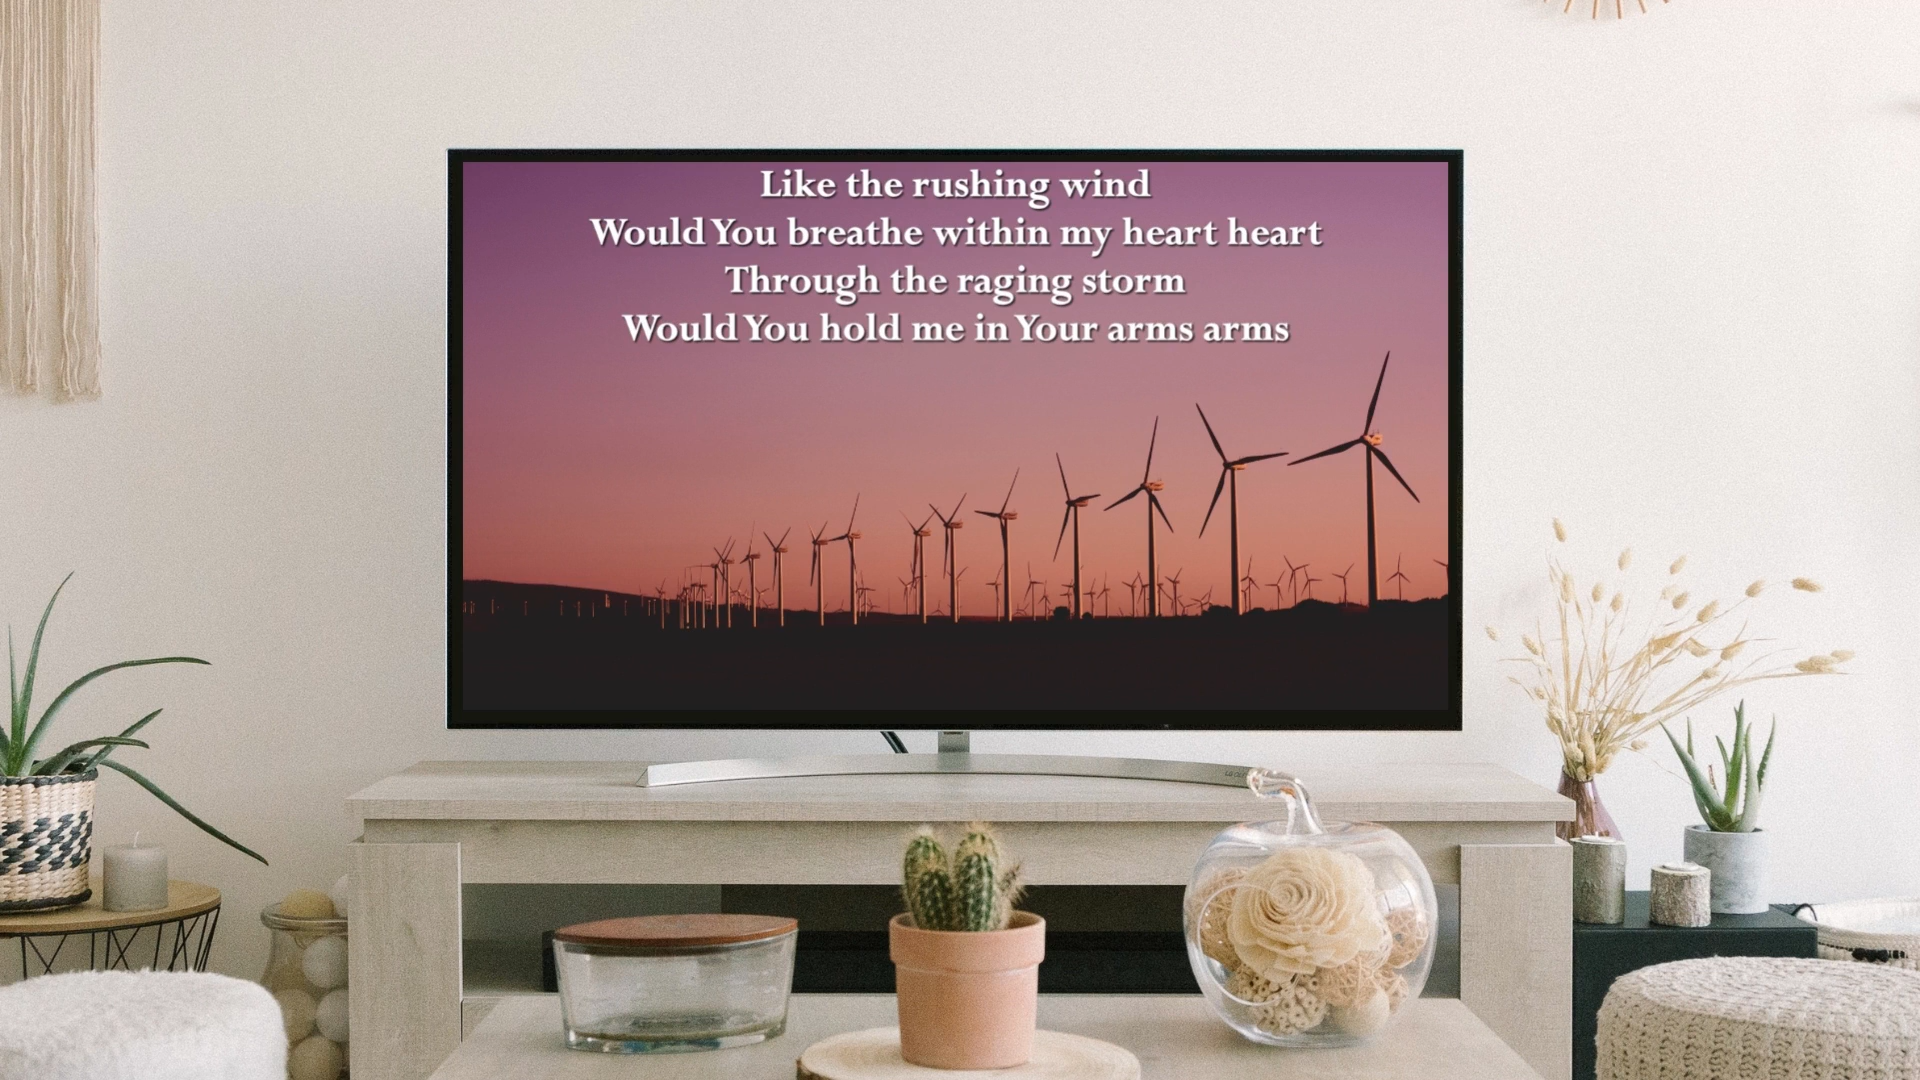 Like the rushing wind
Would You breathe within my heart heart
Through the raging storm
Would You hold me in Your arms arms